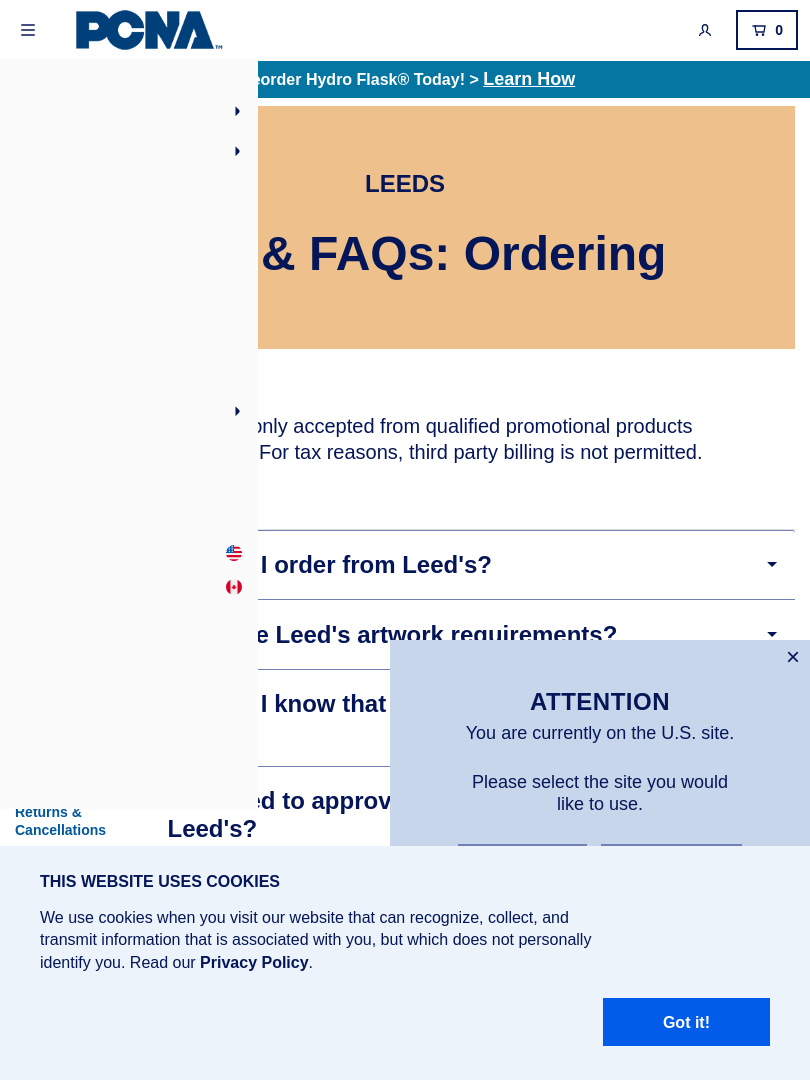 PCNA™
0
eorder Hydro Flask® Today! > Learn How
LEEDS
& FAQs: Ordering
only accepted from qualified promotional products
For tax reasons, third party billing is not permitted.
I order from Leed's?
e Leed's artwork requirements?
I know that
ed to approv
Leed's?
Returns &
Cancellations
ATTENTION
You are currently on the U.S. site.
Please select the site you would
like to use.
THIS WEBSITE USES COOKIES
We use cookies when you visit our website that can recognize, collect, and
transmit information that is associated with you, but which does not personally
identify you. Read our Privacy Policy.
Got it!